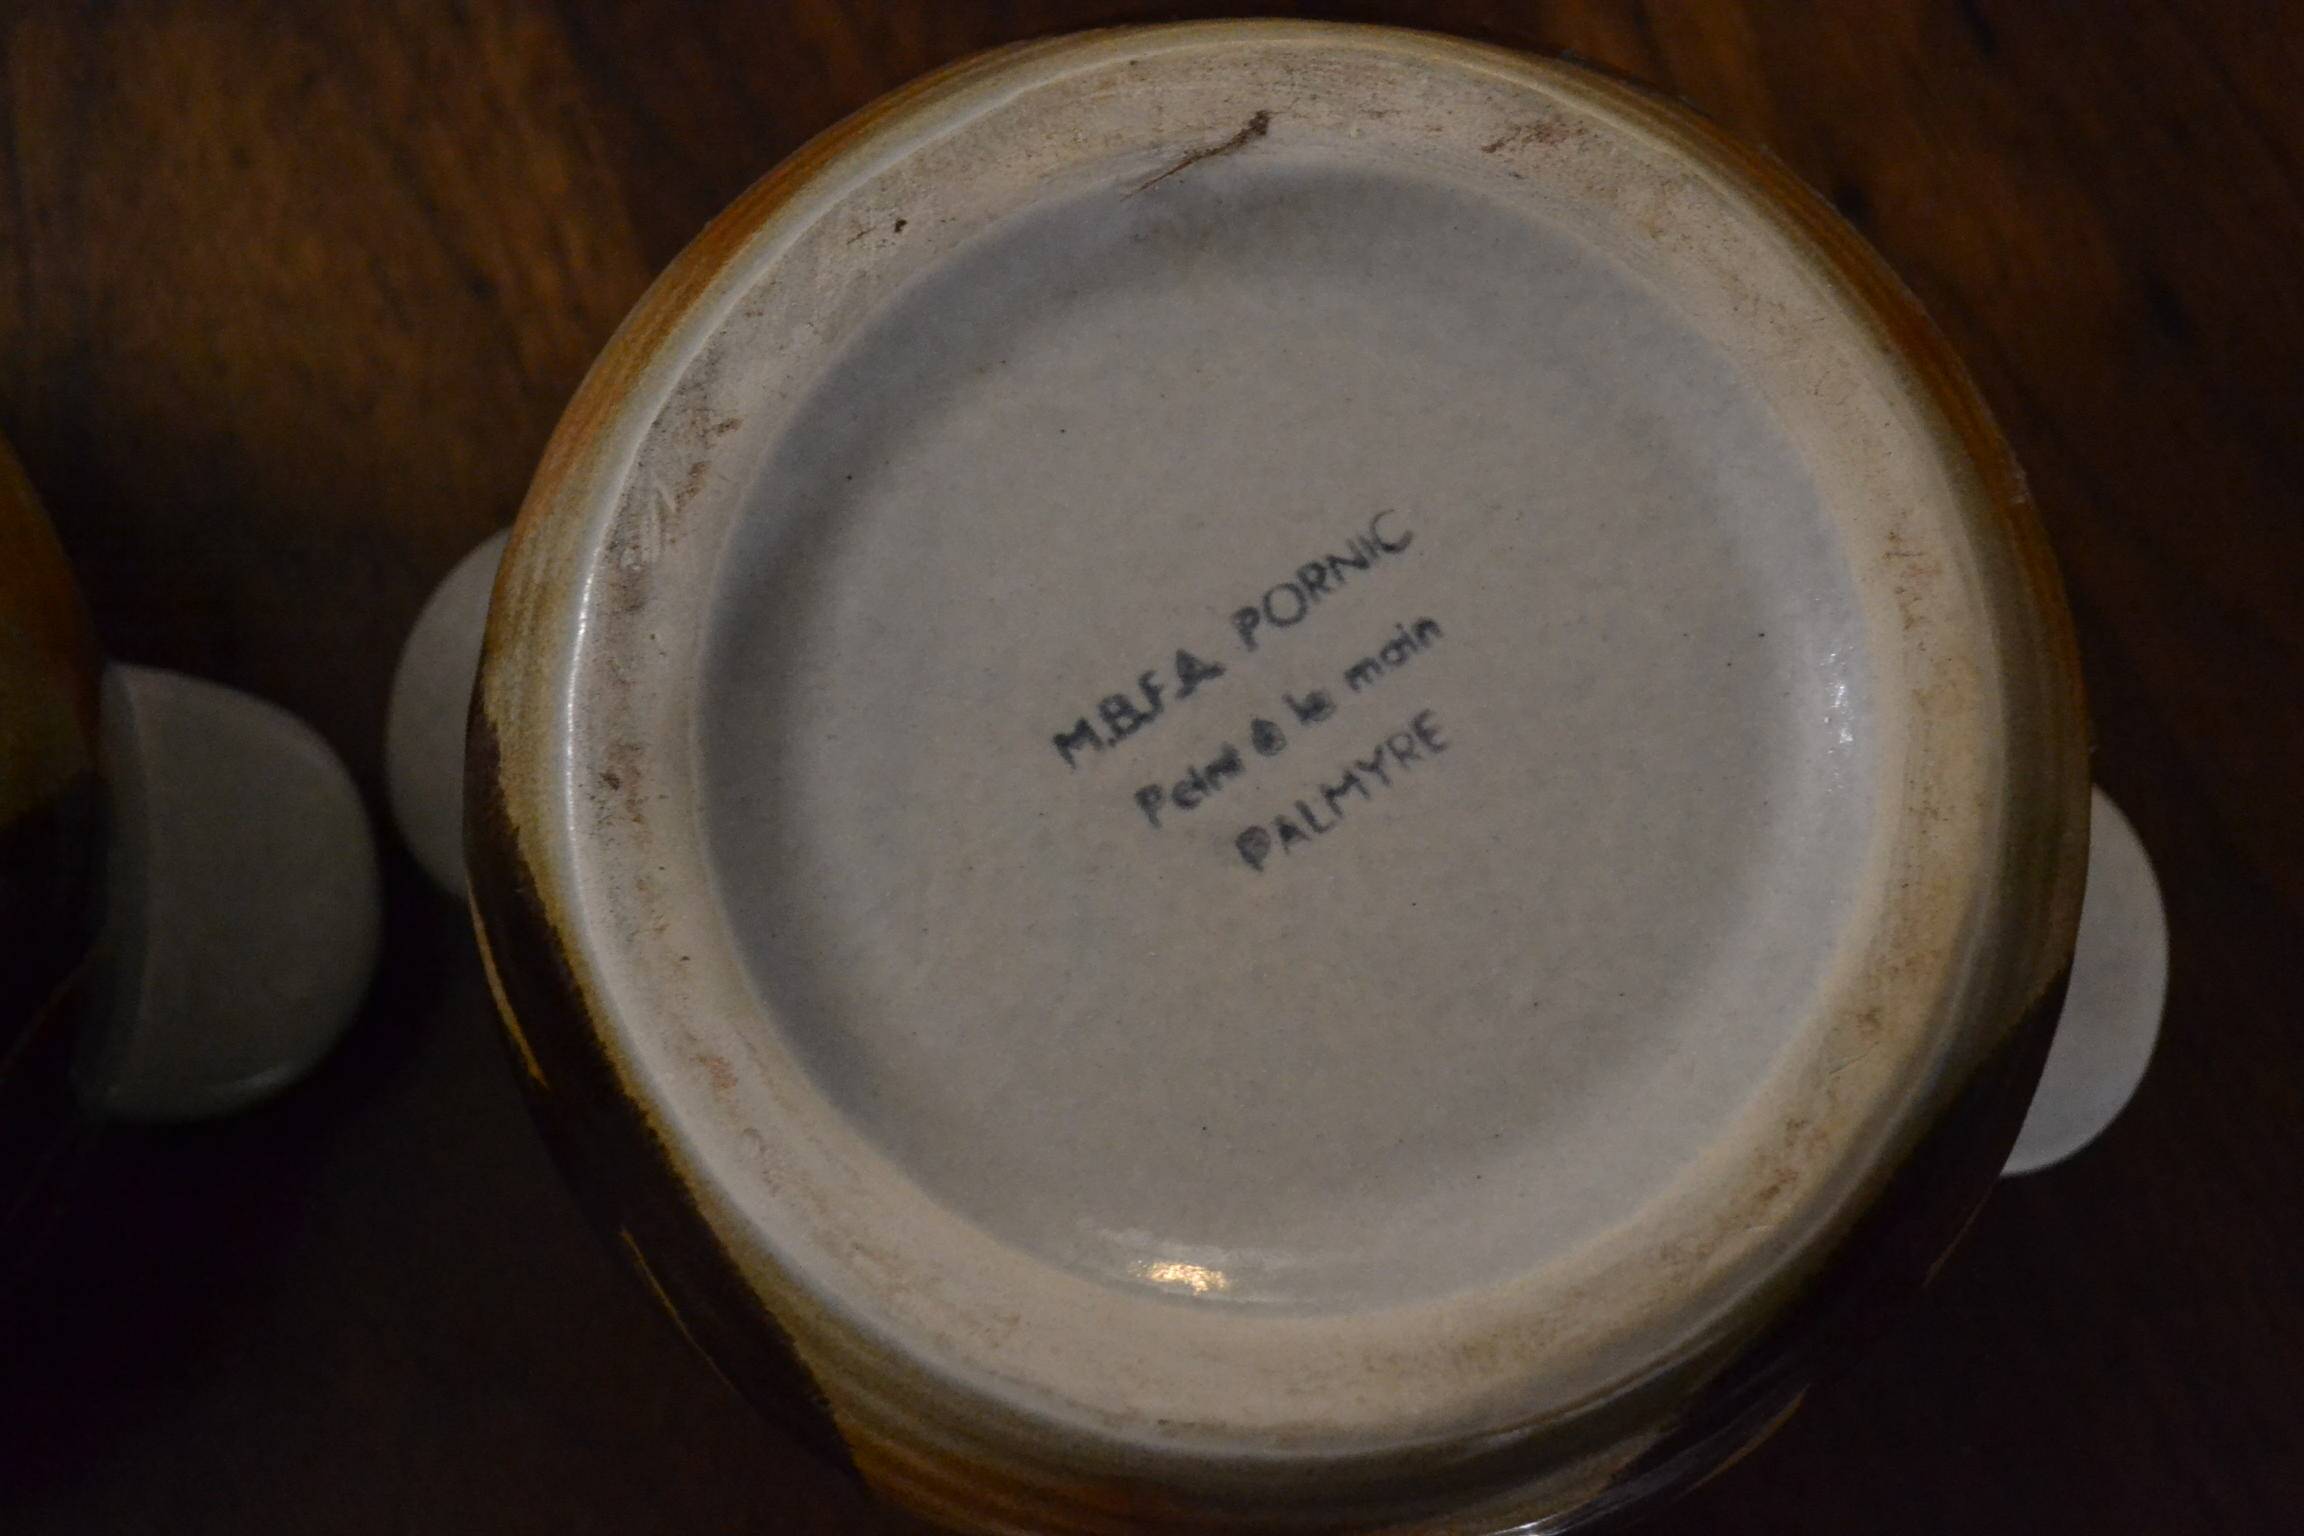 M.B.F.A. PORNIC
Peint à la main
PALMYRE